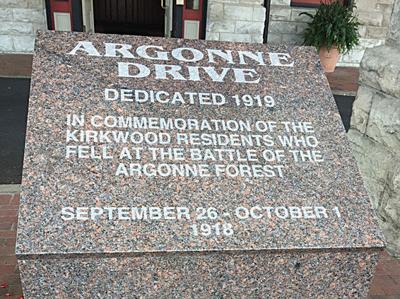 ARGONNE
DRIVE
DEDICATED 1919
IN COMMEMORATION OF THE
KIRKWOOD RESIDENTS WHO
FELL AT THE BATTLE OF THE
ARGONNE FOREST
SEPTEMBER 26 - OCTOBER 1
1918